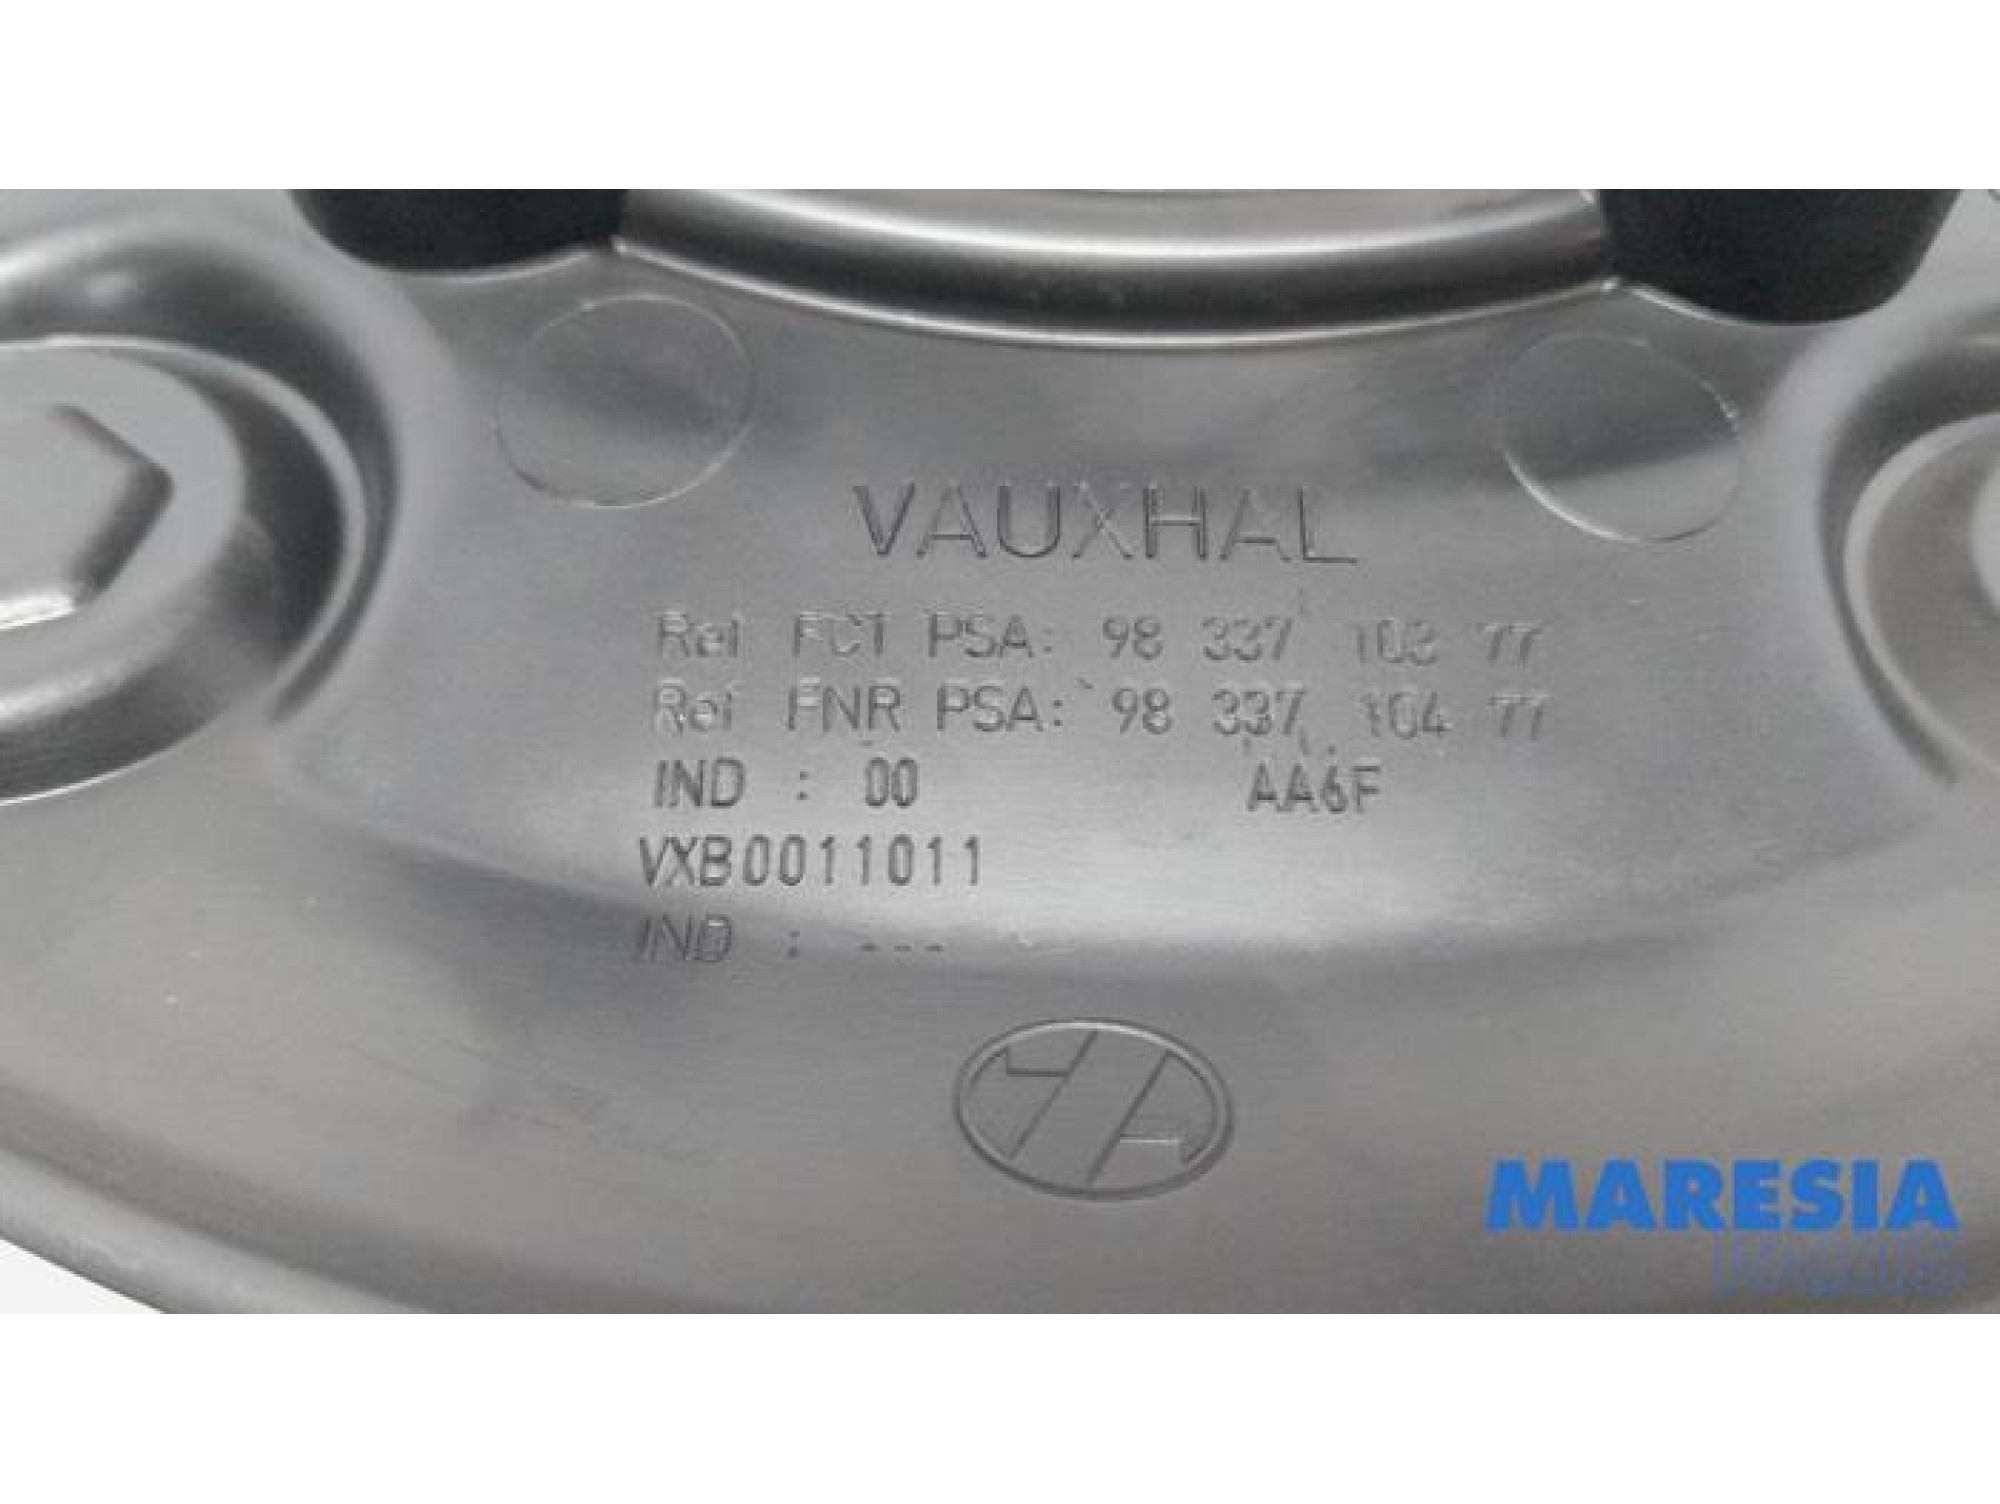 VAUXHAL
Ref FCT PSA: 98 337 103 77
Ref FNR PSA: 98 337 104 77
IND : 00 AA6F
VXB0011011
IND : ---
MARESIA